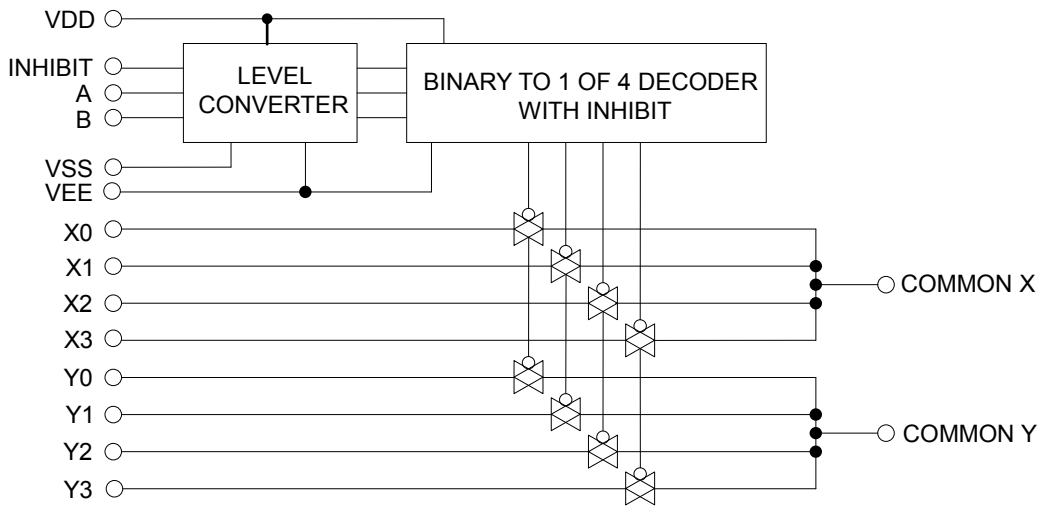 VDD
INHIBIT
A
B
LEVEL
CONVERTER
BINARY TO 1 OF 4 DECODER
WITH INHIBIT
VSS
VEE
X0
X1
X2
X3
COMMON X
Y0
Y1
Y2
Y3
COMMON Y